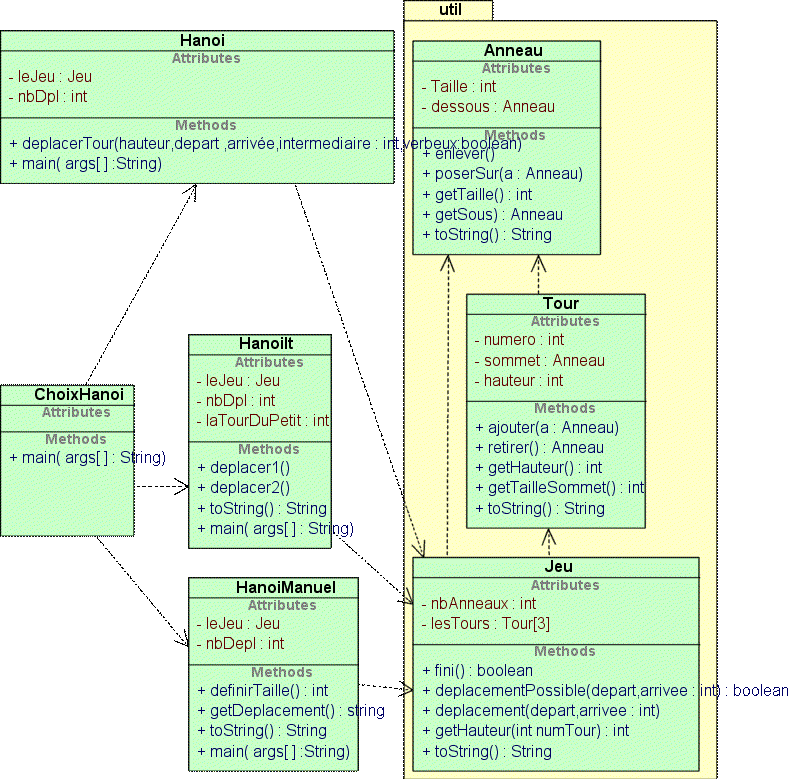 util
Hanoi
Attributes
- leJeu : Jeu
- nbDpl : int
Methods
+ deplacerTour(hauteur,depart ,arrivée,intermediaire : int,verbeux:boolean)
+ main( args[ ] :String)
Anneau
Attributes
- Taille : int
- dessous : Anneau
Methods
+ enlever()
+ poserSur(a : Anneau)
+ getTaille() : int
+ getSous) : Anneau
+ toString() : String
Tour
Attributes
- numero : int
- sommet : Anneau
- hauteur : int
Methods
+ ajouter(a : Anneau)
+ retirer() : Anneau
+ getHauteur() : int
+ getTailleSommet() : int
+ toString() : String
HanoiIt
Attributes
- leJeu : Jeu
- nbDpl : int
- laTourDuPetit : int
Methods
+ deplacer1()
+ deplacer2()
+ toString() : String
+ main( args[ ] : String)
ChoixHanoi
Attributes
Methods
+ main( args[ ] : String)
HanoiManuel
Attributes
- leJeu : Jeu
- nbDepl : int
Methods
+ definirTaille() : int
+ getDeplacement() : string
+ toString() : String
+ main( args[ ] :String)
Jeu
Attributes
- nbAnneaux : int
- lesTours : Tour[3]
Methods
+ fini() : boolean
+ deplacementPossible(depart,arrivee : int) : boolean
+ deplacement(depart,arrivee : int)
+ getHauteur(int numTour) : int
+ toString() : String